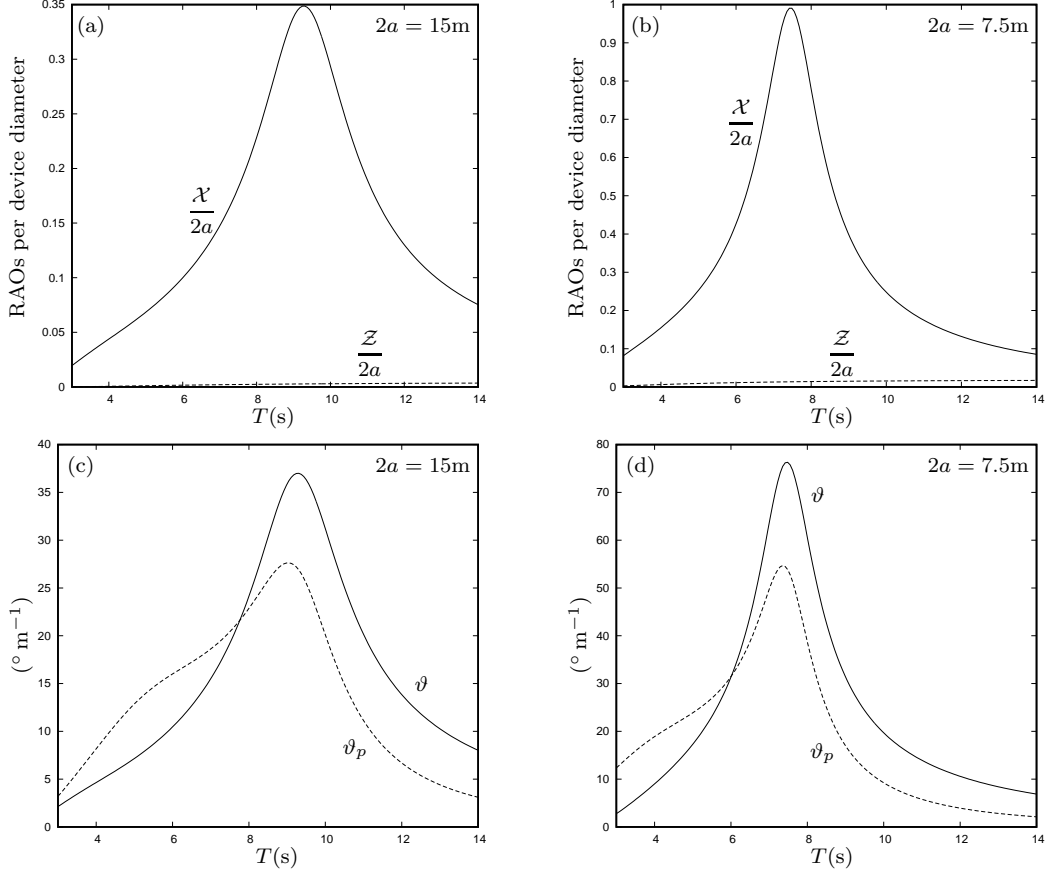 (a)
2a = 15m
RAOs per device diameter
0.35
0.3
0.25
0.2
0.15
0.1
0.05
0
𝒳
2a
𝒵
2a
4 6 8 10 12 14
T(s)
(b)
2a = 7.5m
RAOs per device diameter
1
0.9
0.8
0.7
0.6
0.5
0.4
0.3
0.2
0.1
0
𝒳
2a
𝒵
2a
4 6 8 10 12 14
T(s)
(c)
2a = 15m
(° m⁻¹)
40
35
30
25
20
15
10
5
0
ϑ
ϑₚ
4 6 8 10 12 14
T(s)
(d)
2a = 7.5m
(° m⁻¹)
80
70
60
50
40
30
20
10
0
ϑ
ϑₚ
4 6 8 10 12 14
T(s)